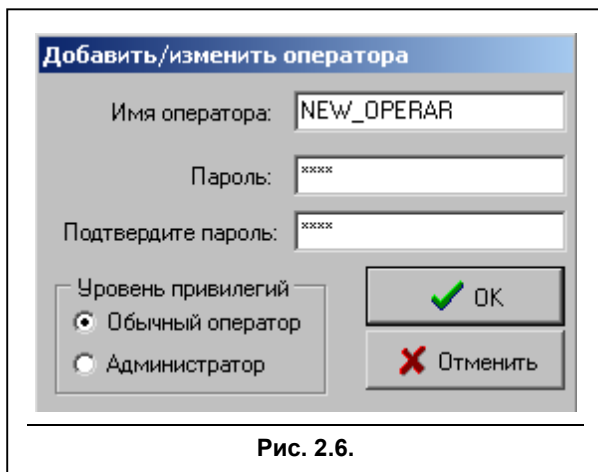 Добавить/изменить оператора
Имя оператора: NEW_OPERAR
Пароль: ****
Подтвердите пароль: ****
Уровень привилегий
Обычный оператор
Администратор
OK
Отменить
Рис. 2.6.